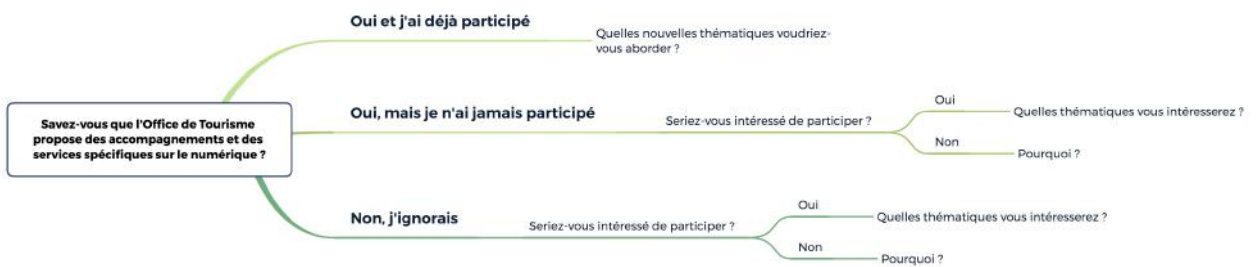 Oui et j'ai déjà participé
Quelles nouvelles thématiques voudriez-
vous aborder ?
Savez-vous que l'Office de Tourisme
propose des accompagnements et des
services spécifiques sur le numérique ?
Oui, mais je n'ai jamais participé
Seriez-vous intéressé de participer ?
Oui
Quelles thématiques vous intéresserez ?
Non
Pourquoi ?
Non, j'ignorais
Seriez-vous intéressé de participer ?
Oui
Quelles thématiques vous intéresserez ?
Non
Pourquoi ?